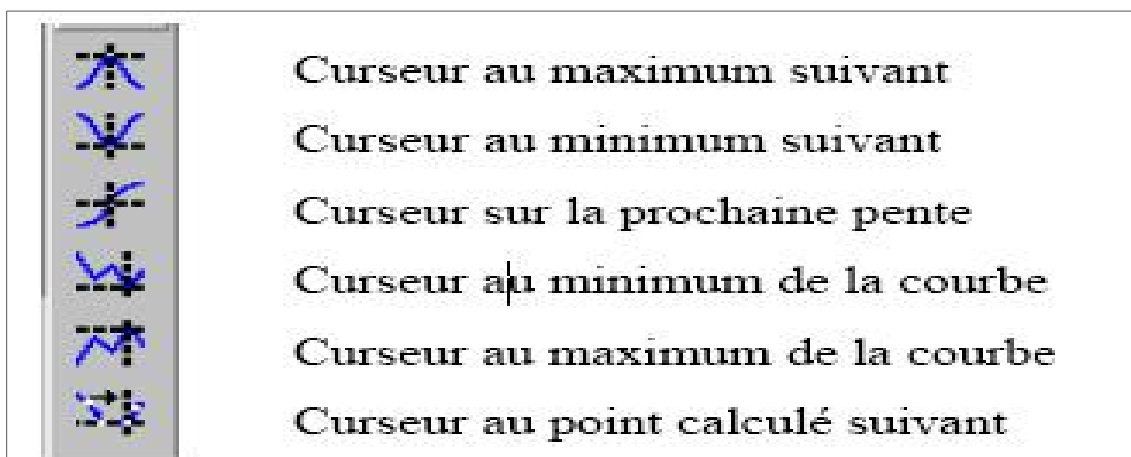 Curseur au maximum suivant
Curseur au minimum suivant
Curseur sur la prochaine pente
Curseur au minimum de la courbe
Curseur au maximum de la courbe
Curseur au point calculé suivant